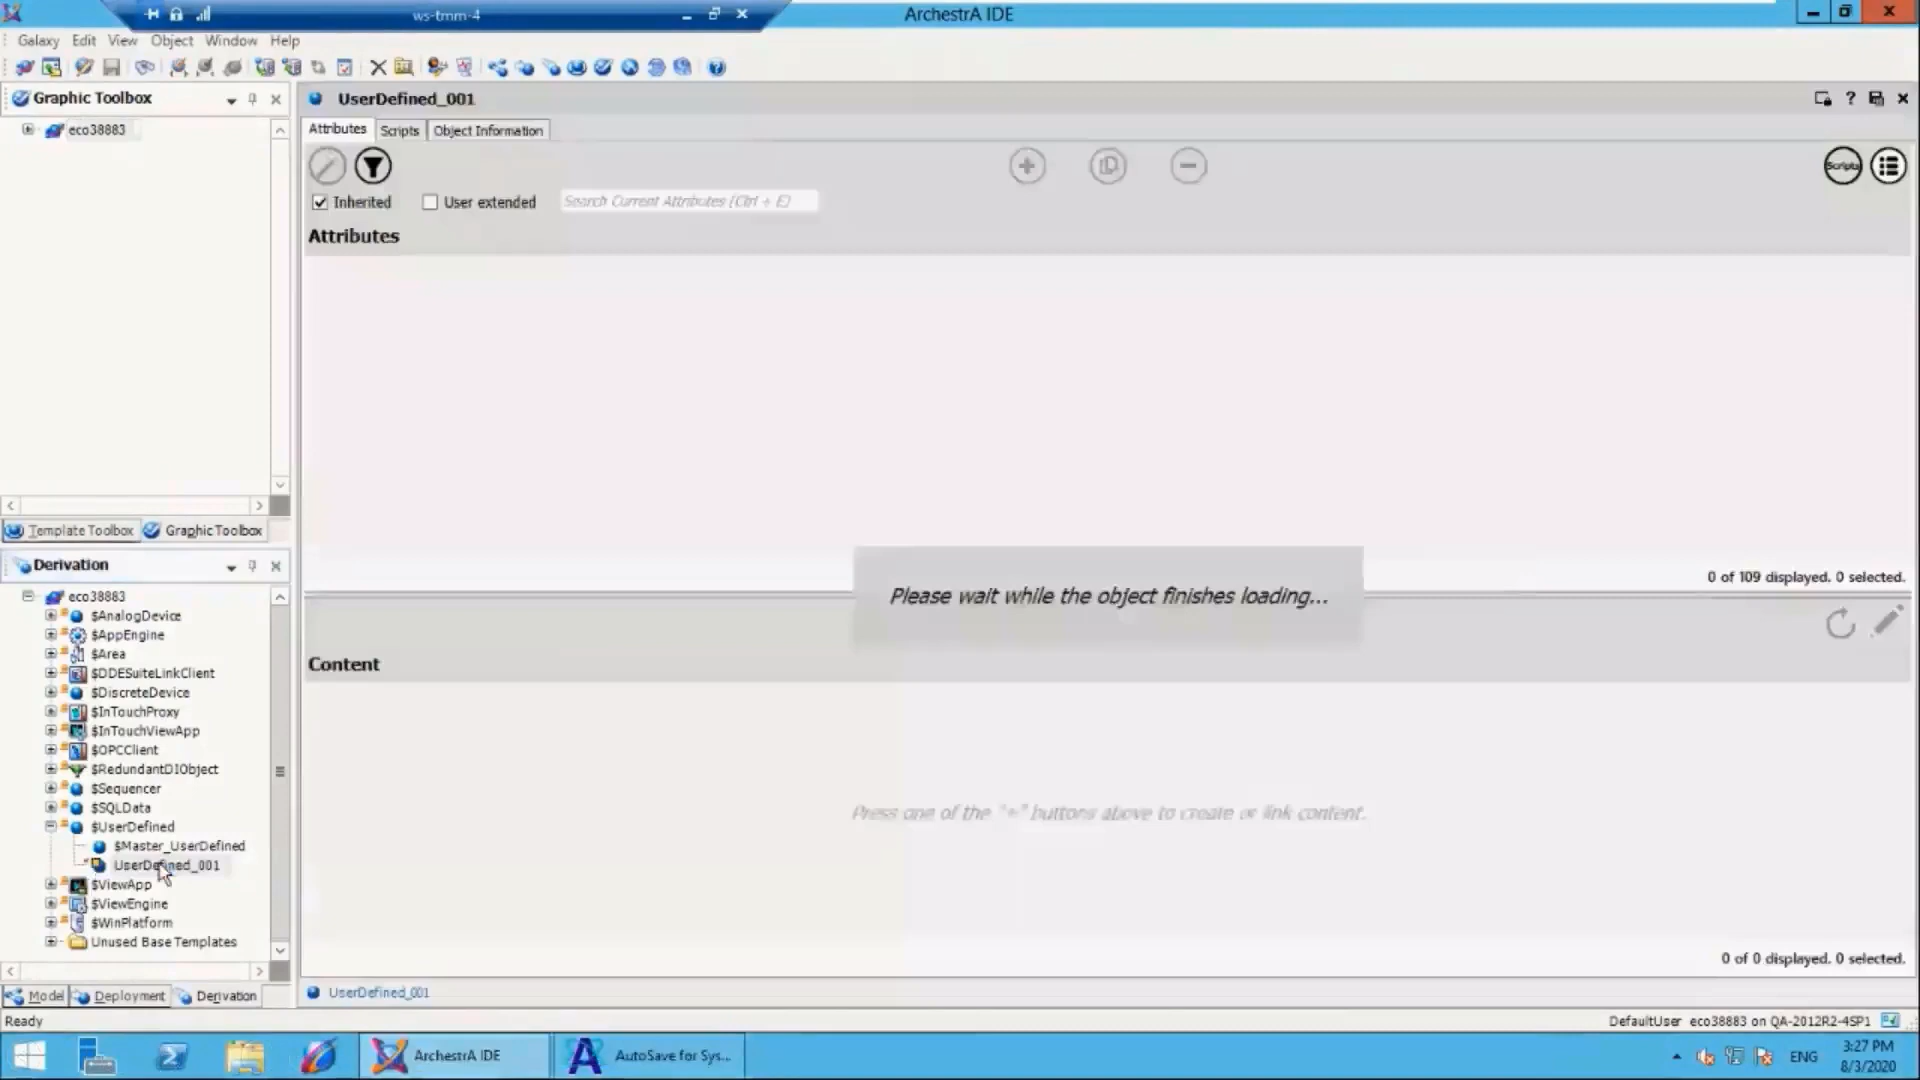 ws-tmm-4
ArchestrA IDE
Galaxy Edit View Object Window Help
Graphic Toolbox
eco38883
Template Toolbox Graphic Toolbox
Derivation
eco38883
$AnalogDevice
$AppEngine
$Area
$DDESuiteLinkClient
$DiscreteDevice
$InTouchProxy
$InTouchViewApp
$OPCClient
$RedundantDIObject
$Sequencer
$SQLData
$UserDefined
$Master_UserDefined
UserDefined_001
$ViewApp
$ViewEngine
$WinPlatform
Unused Base Templates
Model Deployment Derivation
UserDefined_001
Attributes Scripts Object Information
Scripts
Inherited User extended Search Current Attributes (Ctrl + E)
Attributes
0 of 109 displayed. 0 selected.
Please wait while the object finishes loading...
Content
Press one of the "+" buttons above to create or link content.
0 of 0 displayed. 0 selected.
UserDefined_001
Ready
DefaultUser eco38883 on QA-2012R2-4SP1
ArchestrA IDE
AutoSave for Sys...
ENG
3:27 PM
8/3/2020